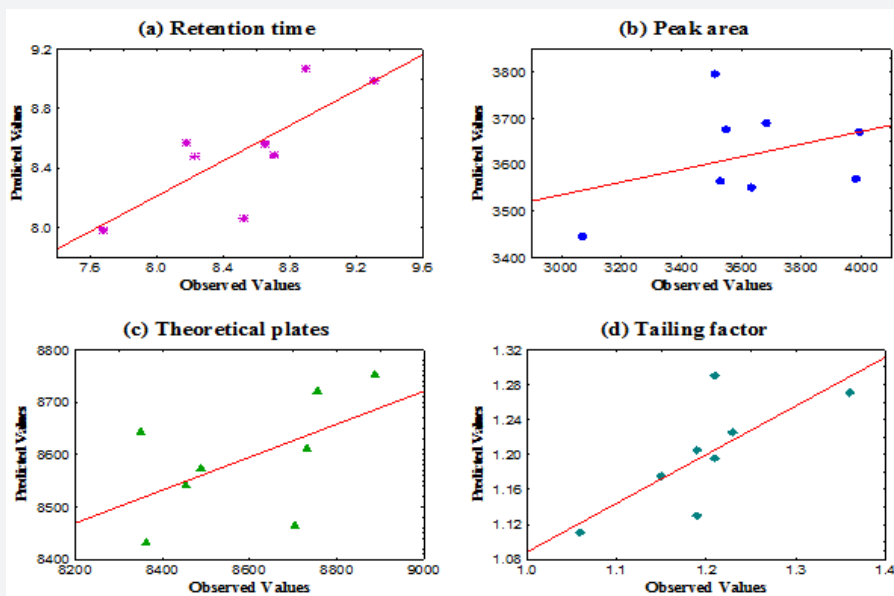 (a) Retention time
9.2
8.8
8.4
8.0
Predicted Values
7.6 8.0 8.4 8.8 9.2 9.6
Observed Values
(b) Peak area
3800
3700
3600
3500
3400
Predicted Values
3000 3200 3400 3600 3800 4000
Observed Values
(c) Theoretical plates
8800
8700
8600
8500
8400
Predicted Values
8200 8400 8600 8800 9000
Observed Values
(d) Tailing factor
1.32
1.28
1.24
1.20
1.16
1.12
1.08
Predicted Values
1.0 1.1 1.2 1.3 1.4
Observed Values